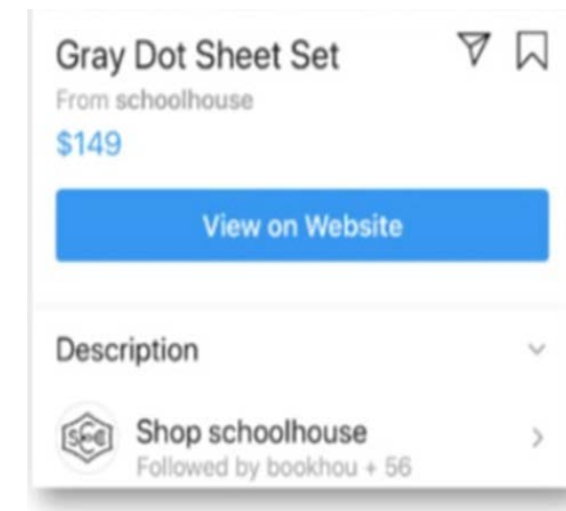 Gray Dot Sheet Set
From schoolhouse
$149
View on Website
Description
Shop schoolhouse
Followed by bookhou + 56